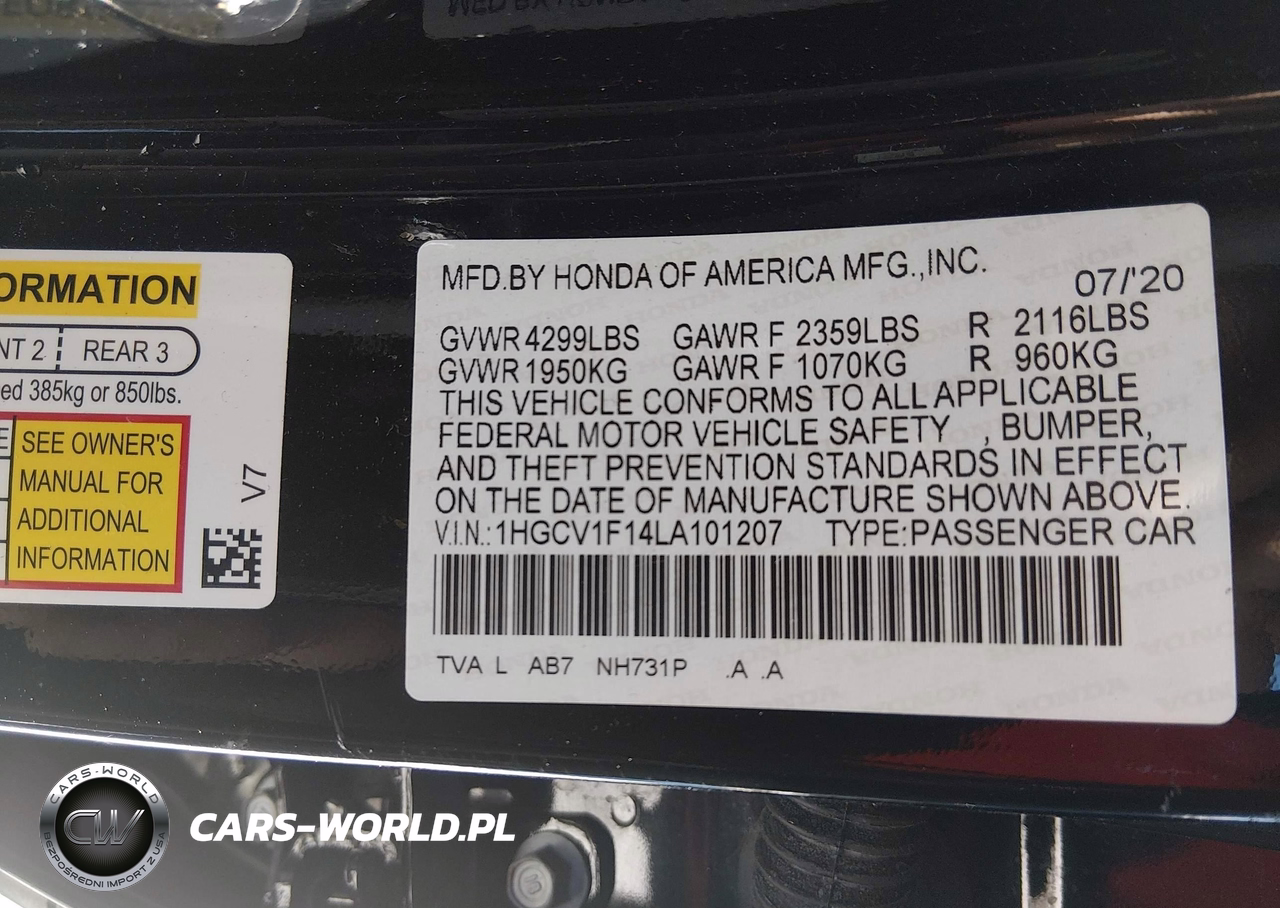 ORMATION
NT 2 REAR 3
ed 385kg or 850lbs.
SEE OWNER'S
MANUAL FOR
ADDITIONAL
INFORMATION
V7
MFD.BY HONDA OF AMERICA MFG.,INC.
07/'20
GVWR 4299LBS GAWR F 2359LBS R 2116LBS
GVWR 1950KG GAWR F 1070KG R 960KG
THIS VEHICLE CONFORMS TO ALL APPLICABLE
FEDERAL MOTOR VEHICLE SAFETY , BUMPER,
AND THEFT PREVENTION STANDARDS IN EFFECT
ON THE DATE OF MANUFACTURE SHOWN ABOVE.
V.I.N.:1HGCV1F14LA101207 TYPE:PASSENGER CAR
TVA L AB7 NH731P .A .A
CARS-WORLD
CW
BEZPOŚREDNI IMPORT Z USA
CARS-WORLD.PL